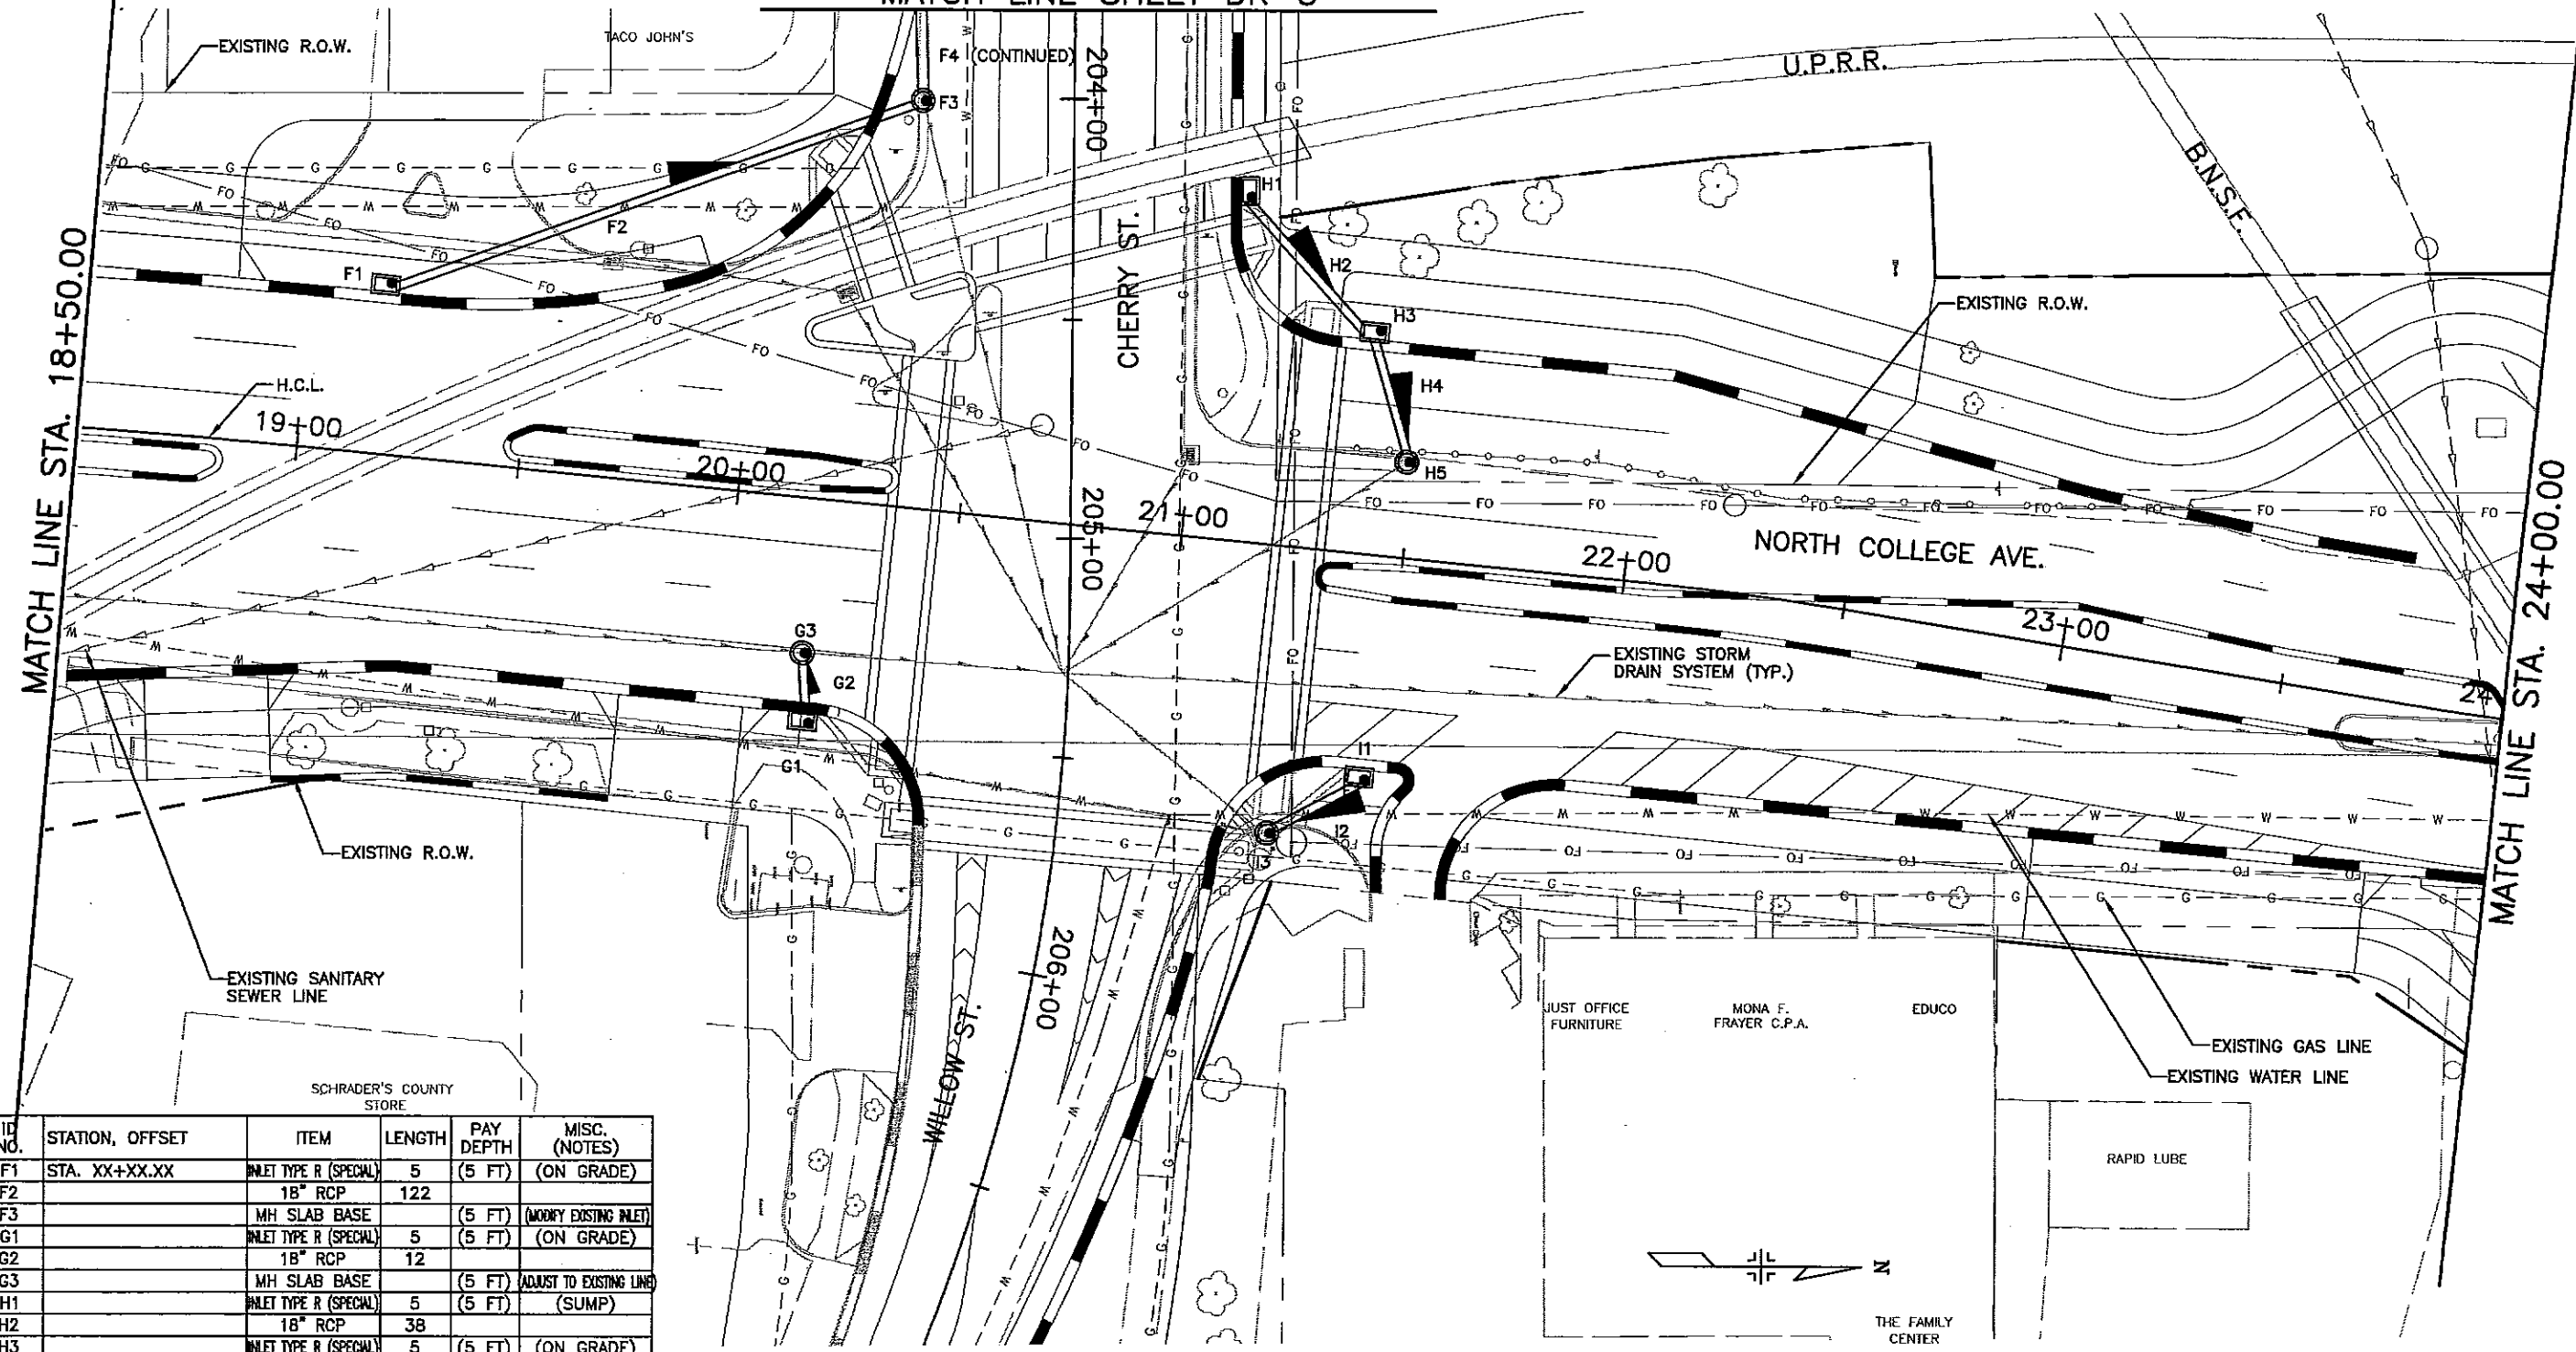 MATCH LINE SHEET DR-
EXISTING R.O.W.
TACO JOHN'S
F4 (CONTINUED)
204+00
U.P.R.R.
F3
B.N.S.F.
H1
F2
CHERRY ST.
H2
F1
H3
EXISTING R.O.W.
MATCH LINE STA. 18+50.00
H.C.L.
H4
19+00
20+00
H5
205+00
21+00
NORTH COLLEGE AVE.
22+00
MATCH LINE STA. 24+00.00
23+00
G3
EXISTING STORM
DRAIN SYSTEM (TYP.)
G2
24
G1
I1
I2
I3
EXISTING R.O.W.
206+00
EXISTING SANITARY
SEWER LINE
WILLOW ST.
JUST OFFICE
FURNITURE
MONA F.
FRAYER C.P.A.
EDUCO
EXISTING GAS LINE
EXISTING WATER LINE
SCHRADER'S COUNTY
STORE
RAPID LUBE
N
THE FAMILY
CENTER
ID NO. STATION, OFFSET ITEM LENGTH PAY DEPTH MISC. (NOTES)
F1 STA. XX+XX.XX INLET TYPE R (SPECIAL) 5 (5 FT) (ON GRADE)
F2 18" RCP 122
F3 MH SLAB BASE (5 FT) (MODIFY EXISTING INLET)
G1 INLET TYPE R (SPECIAL) 5 (5 FT) (ON GRADE)
G2 18" RCP 12
G3 MH SLAB BASE (5 FT) (ADJUST TO EXISTING LINE)
H1 INLET TYPE R (SPECIAL) 5 (5 FT) (SUMP)
H2 18" RCP 38
H3 INLET TYPE R (SPECIAL) 5 (5 FT) (ON GRADE)